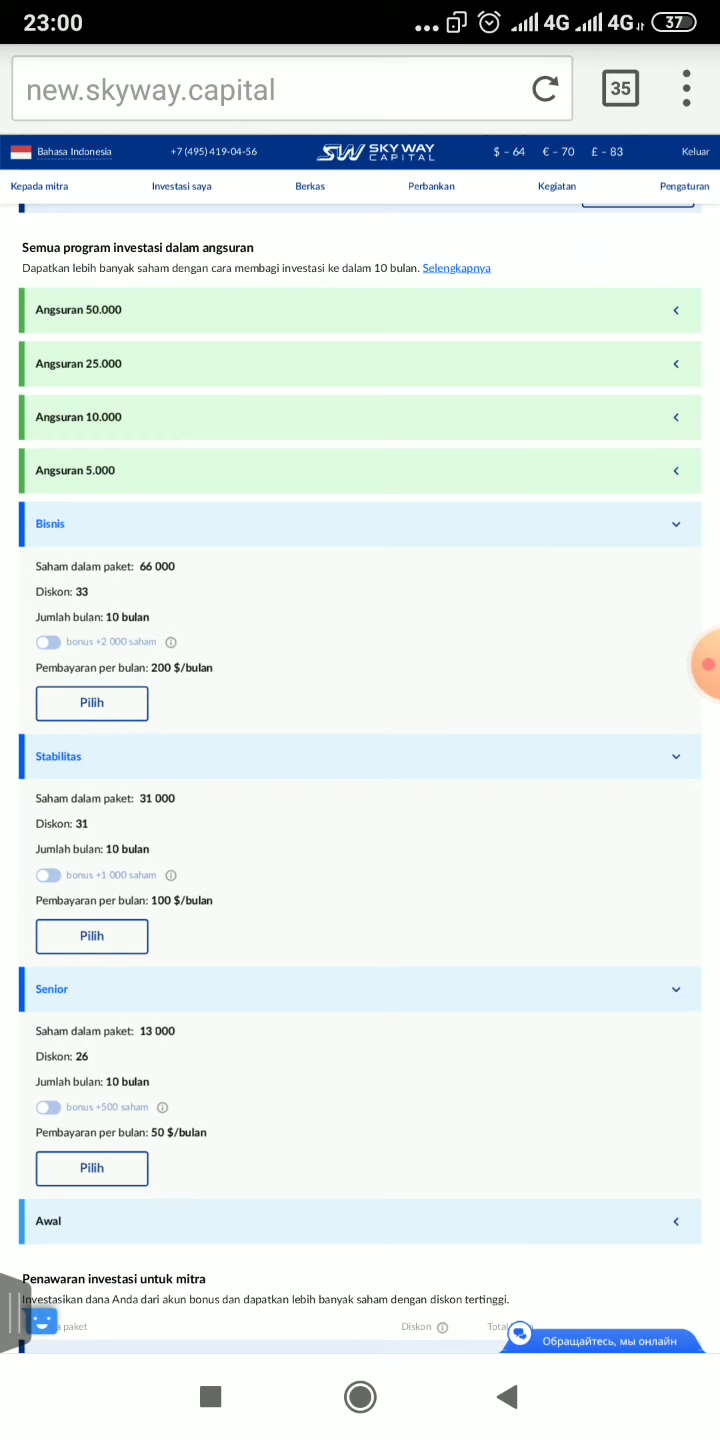 23:00
4G 4G 37
new.skyway.capital
35
Bahasa Indonesia +7 (495) 419-04-56 SW SKY WAY CAPITAL $ – 64 € – 70 £ – 83 Keluar
Kepada mitra Investasi saya Berkas Perbankan Kegiatan Pengaturan
Semua program investasi dalam angsuran
Dapatkan lebih banyak saham dengan cara membagi investasi ke dalam 10 bulan. Selengkapnya
Angsuran 50.000
Angsuran 25.000
Angsuran 10.000
Angsuran 5.000
Bisnis
Saham dalam paket: 66 000
Diskon: 33
Jumlah bulan: 10 bulan
bonus +2 000 saham
Pembayaran per bulan: 200 $/bulan
Pilih
Stabilitas
Saham dalam paket: 31 000
Diskon: 31
Jumlah bulan: 10 bulan
bonus +1 000 saham
Pembayaran per bulan: 100 $/bulan
Pilih
Senior
Saham dalam paket: 13 000
Diskon: 26
Jumlah bulan: 10 bulan
bonus +500 saham
Pembayaran per bulan: 50 $/bulan
Pilih
Awal
Penawaran investasi untuk mitra
Investasikan dana Anda dari akun bonus dan dapatkan lebih banyak saham dengan diskon tertinggi.
paket Diskon Total
Обращайтесь, мы онлайн